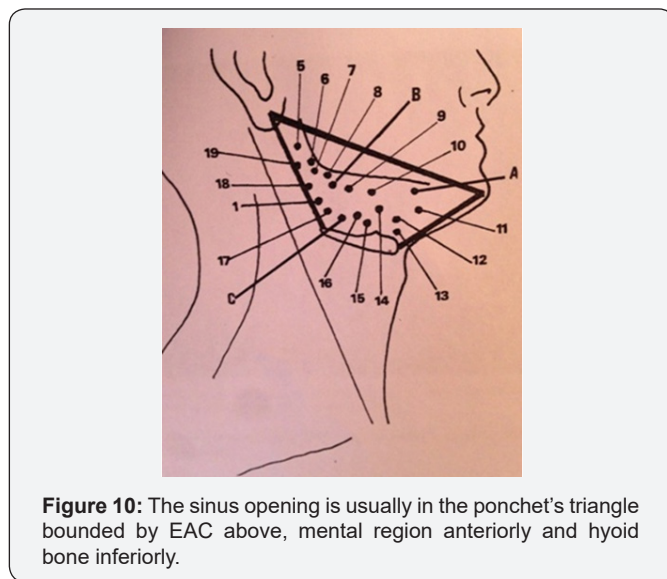 5
6
7
8
B
9
10
A
19
18
1
17
C
16
15
14
13
12
11
Figure 10: The sinus opening is usually in the ponchet's triangle
bounded by EAC above, mental region anteriorly and hyoid
bone inferiorly.